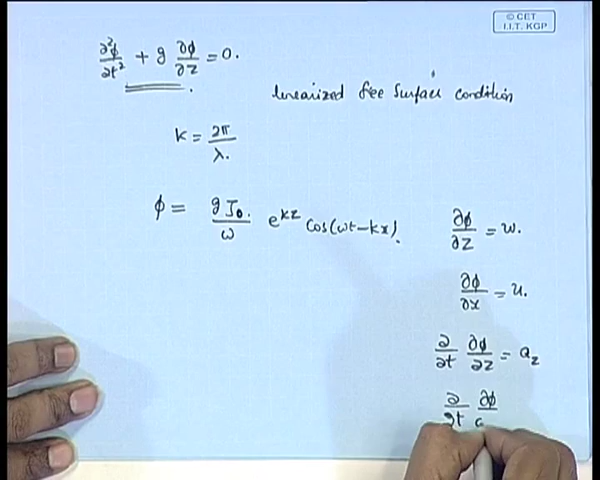 © CET
I.I.T. KGP
∂²ϕ/∂t² + g ∂ϕ/∂z = 0.
linearized free surface condition
k = 2π/λ.
ϕ = gζ₀/ω e^{kz} cos(ωt-kx).
∂ϕ/∂z = w.
∂ϕ/∂x = u.
∂/∂t ∂ϕ/∂z = a_z
∂/∂t ∂ϕ